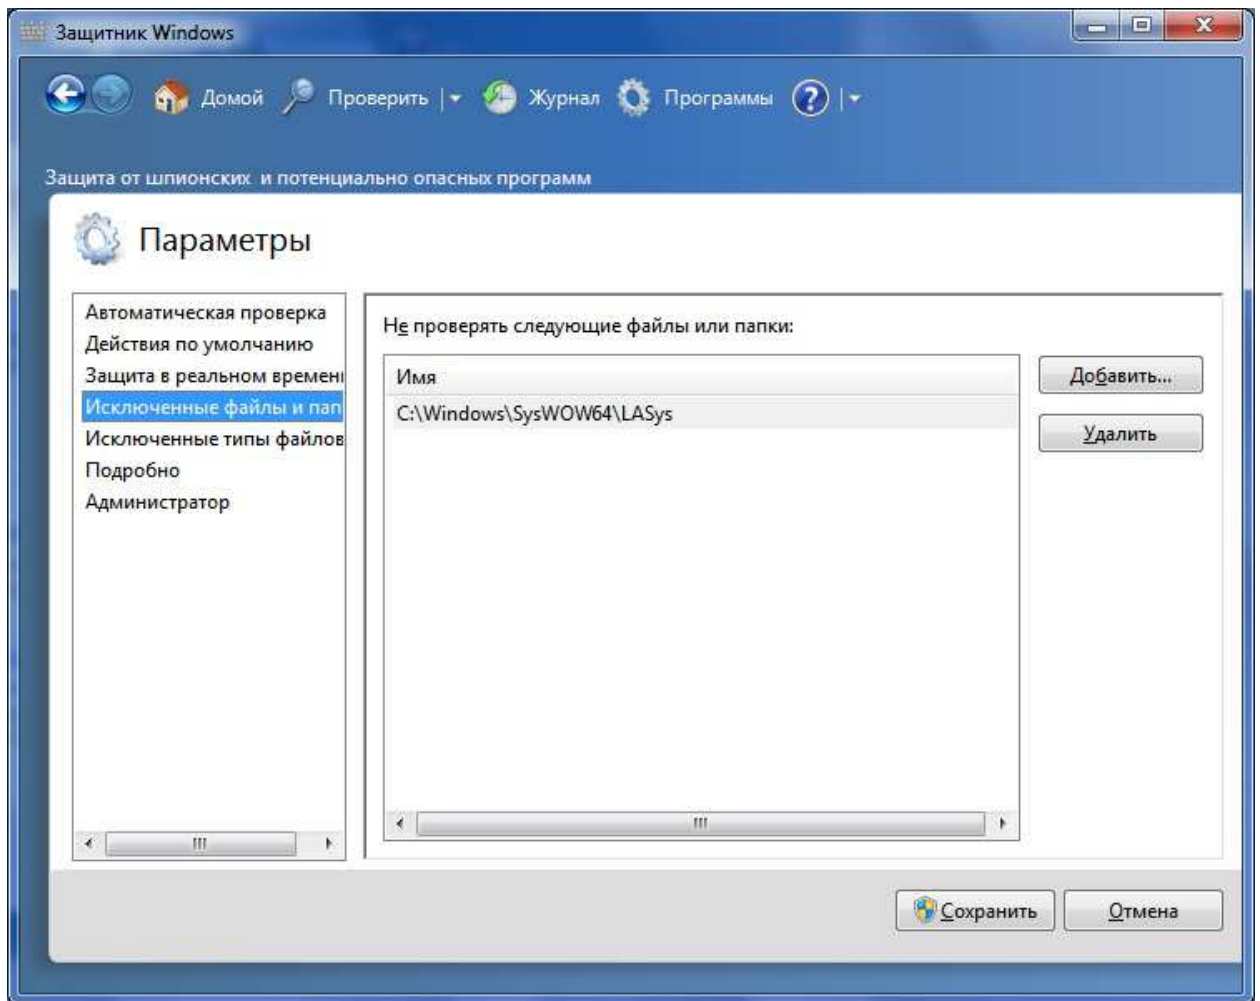 Защитник Windows
Домой Проверить Журнал Программы ?
Защита от шпионских и потенциально опасных программ
Параметры
Автоматическая проверка
Действия по умолчанию
Защита в реальном времени
Исключенные файлы и пап
Исключенные типы файлов
Подробно
Администратор
Не проверять следующие файлы или папки:
Имя
C:\Windows\SysWOW64\LASys
Добавить...
Удалить
Сохранить Отмена